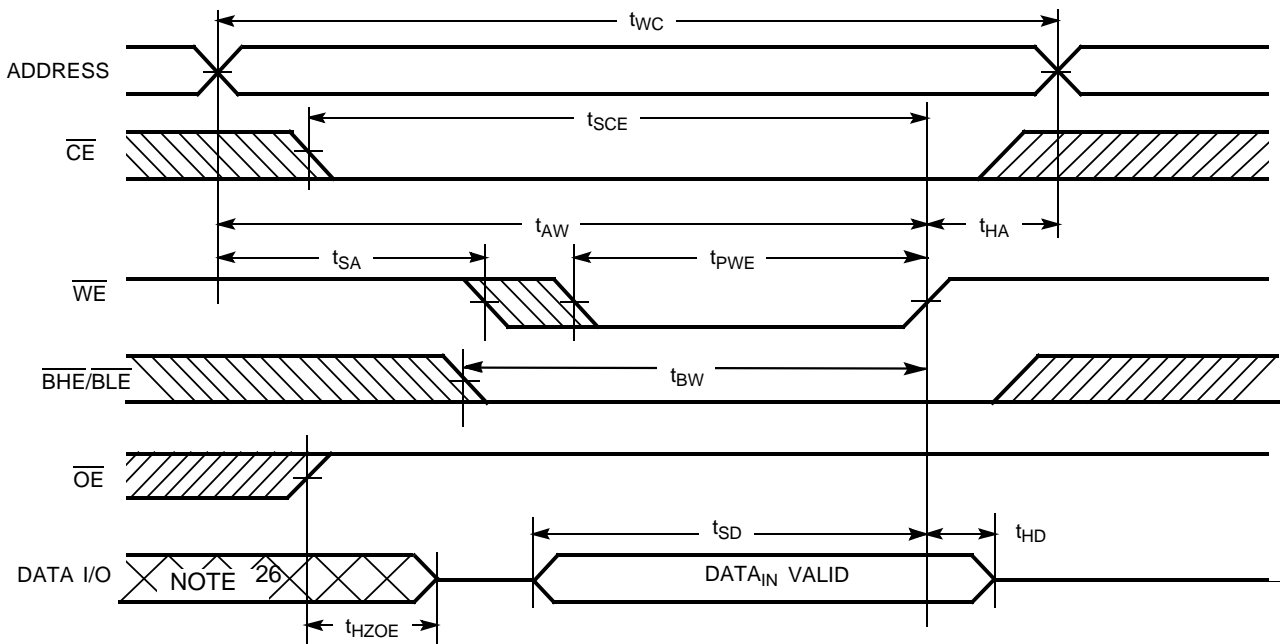 tWC
ADDRESS
tSCE
CE
tAW
tHA
tSA
tPWE
WE
BHE/BLE
tBW
OE
tSD
tHD
DATA I/O
NOTE 26
DATAIN VALID
tHZOE